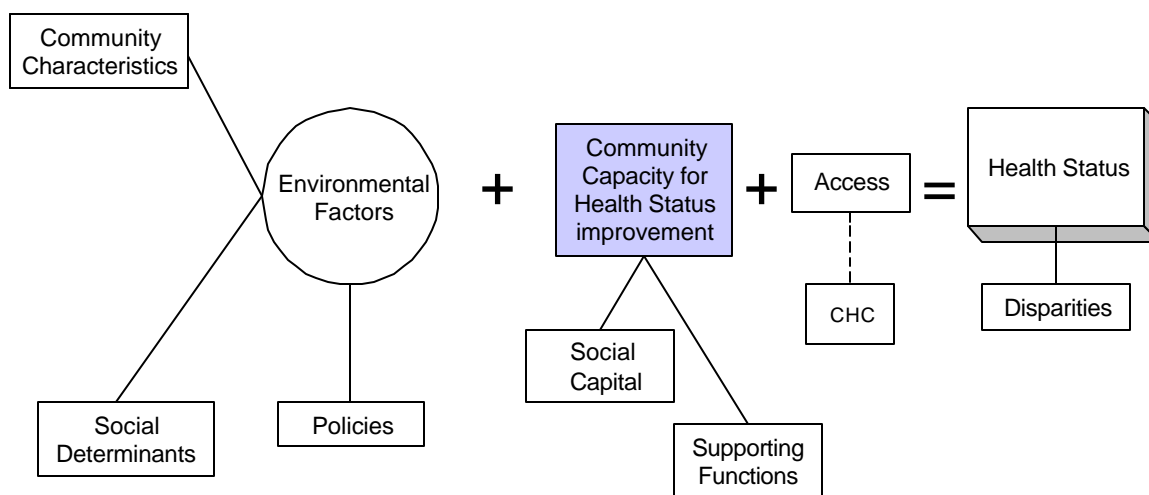 Community
Characteristics
Environmental
Factors
+
Community
Capacity for
Health Status
improvement
+
Access
=
Health Status
CHC
Disparities
Social
Capital
Social
Determinants
Policies
Supporting
Functions